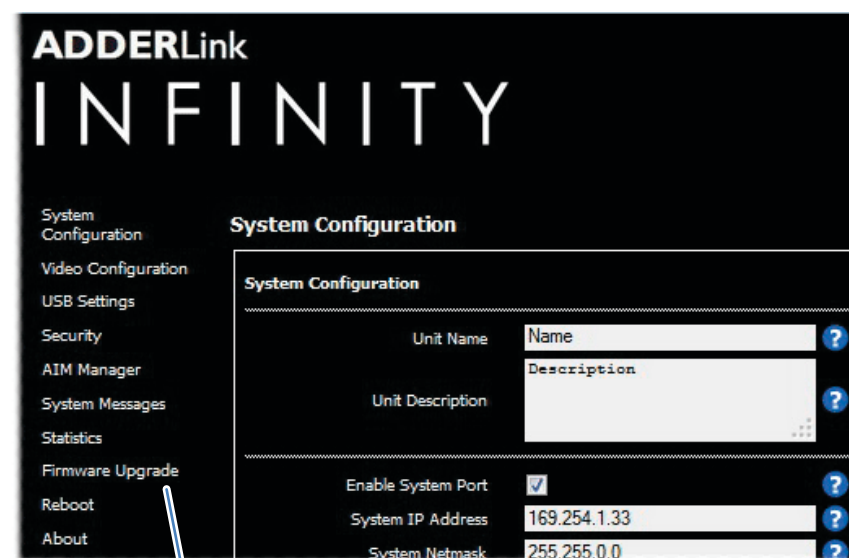 ADDERLink
INFINITY
System
Configuration
Video Configuration
USB Settings
Security
AIM Manager
System Messages
Statistics
Firmware Upgrade
Reboot
About
System Configuration
System Configuration
Unit Name Name ?
Unit Description Description ?
Enable System Port ?
System IP Address 169.254.1.33 ?
System Netmask 255.255.0.0 ?